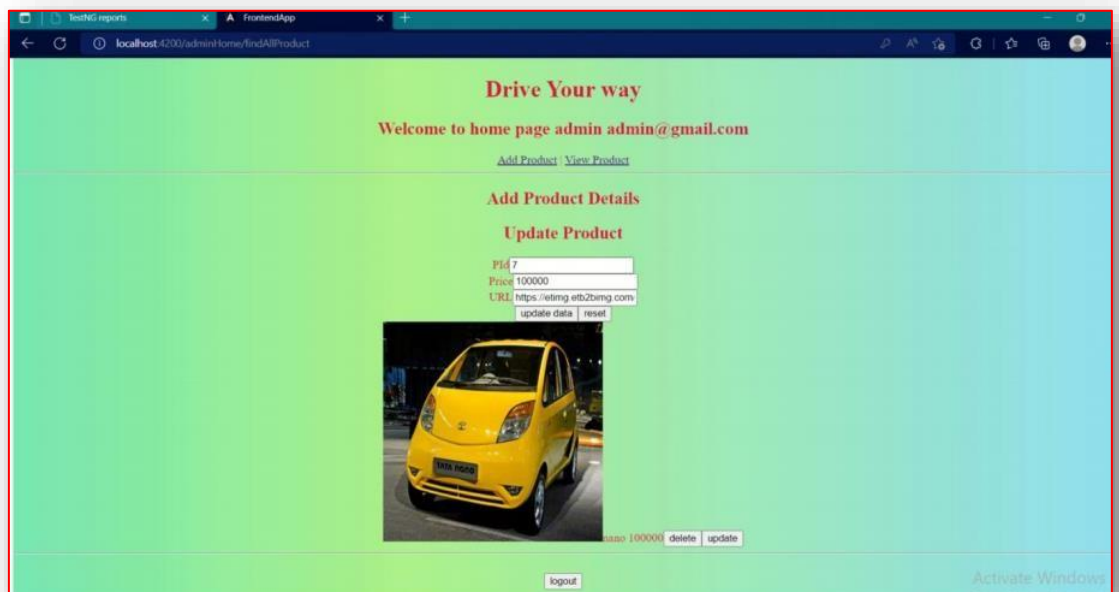 TestNG reports
FrontendApp
localhost:4200/adminHome/findAllProduct
Drive Your way
Welcome to home page admin admin@gmail.com
Add Product | View Product
Add Product Details
Update Product
PId 7
Price 100000
URL https://etimg.etb2bimg.com/
update data reset
TATA nano
nano 100000 delete update
logout
Activate Windows